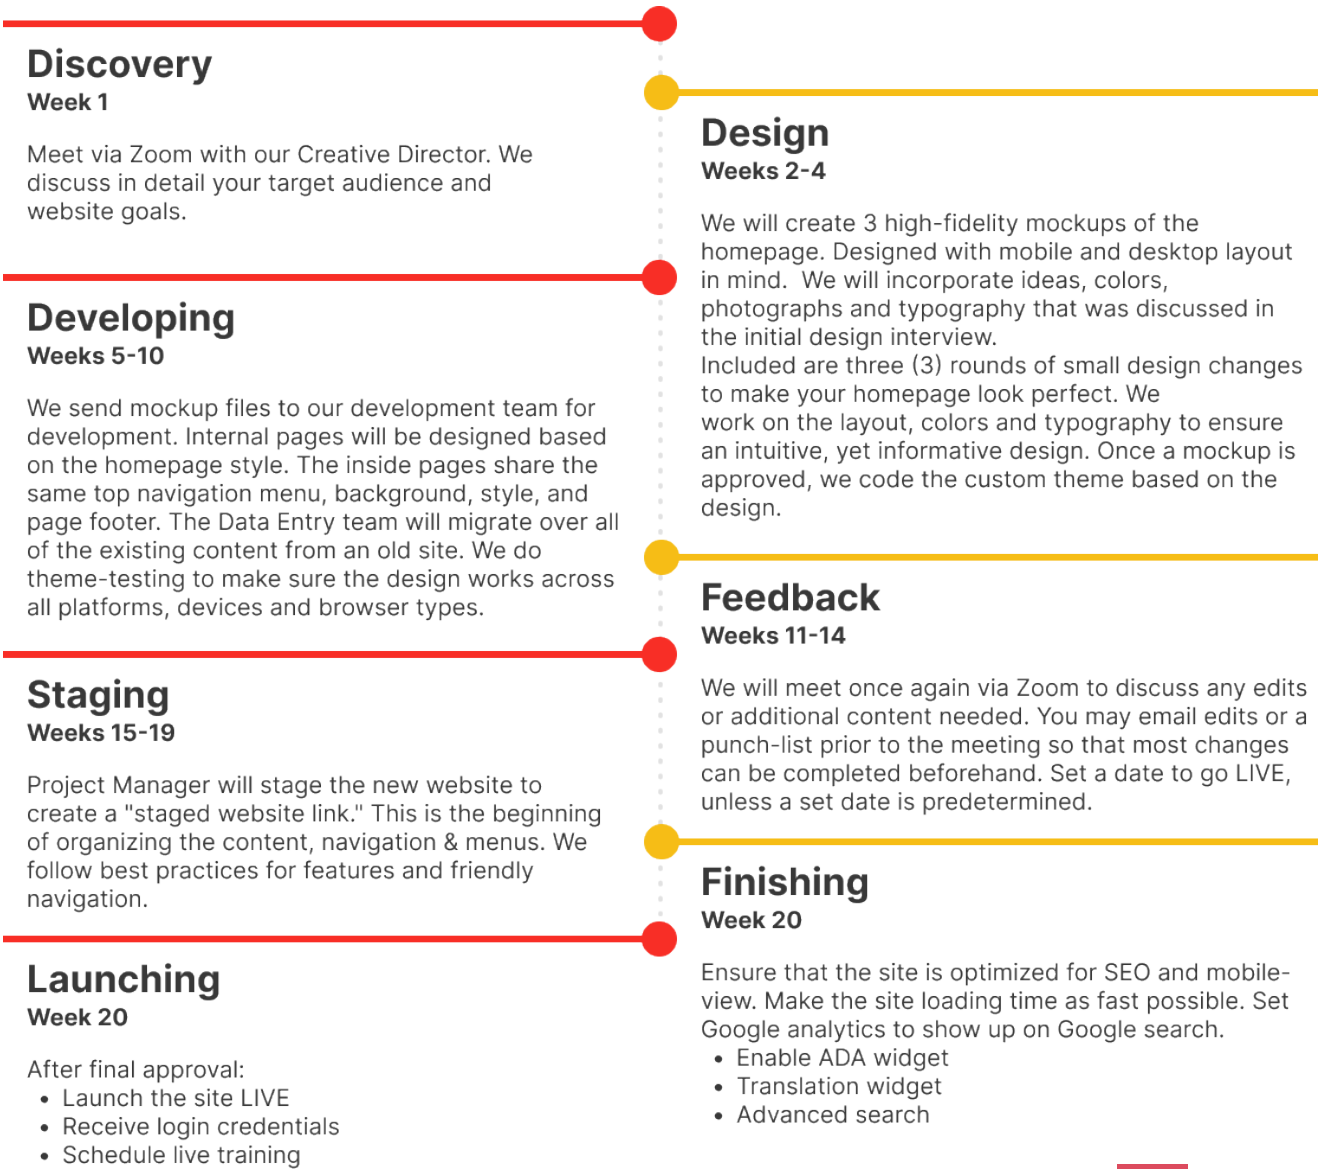 Discovery
Week 1
Meet via Zoom with our Creative Director. We
discuss in detail your target audience and
website goals.
Design
Weeks 2-4
We will create 3 high-fidelity mockups of the
homepage. Designed with mobile and desktop layout
in mind.  We will incorporate ideas, colors,
photographs and typography that was discussed in
the initial design interview.
Included are three (3) rounds of small design changes
to make your homepage look perfect. We
work on the layout, colors and typography to ensure
an intuitive, yet informative design. Once a mockup is
approved, we code the custom theme based on the
design.
Developing
Weeks 5-10
We send mockup files to our development team for
development. Internal pages will be designed based
on the homepage style. The inside pages share the
same top navigation menu, background, style, and
page footer. The Data Entry team will migrate over all
of the existing content from an old site. We do
theme-testing to make sure the design works across
all platforms, devices and browser types.
Feedback
Weeks 11-14
We will meet once again via Zoom to discuss any edits
or additional content needed. You may email edits or a
punch-list prior to the meeting so that most changes
can be completed beforehand. Set a date to go LIVE,
unless a set date is predetermined.
Staging
Weeks 15-19
Project Manager will stage the new website to
create a "staged website link." This is the beginning
of organizing the content, navigation & menus. We
follow best practices for features and friendly
navigation.
Finishing
Week 20
Ensure that the site is optimized for SEO and mobile-
view. Make the site loading time as fast possible. Set
Google analytics to show up on Google search.
• Enable ADA widget
• Translation widget
• Advanced search
Launching
Week 20
After final approval:
• Launch the site LIVE
• Receive login credentials
• Schedule live training